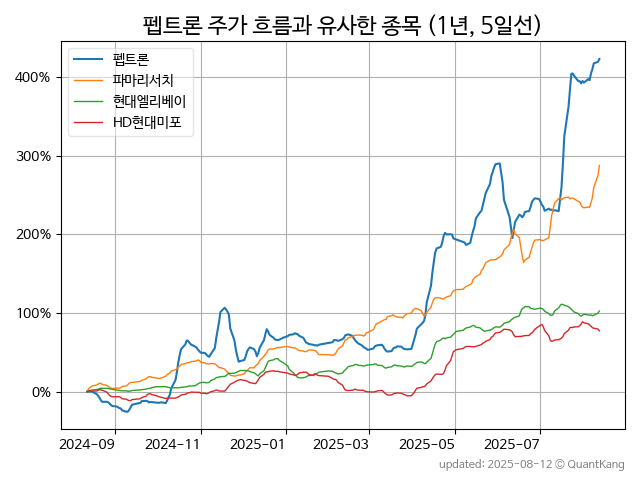 펩트론 주가 흐름과 유사한 종목 (1년, 5일선)
펩트론
파마리서치
현대엘리베이
HD현대미포
400%
300%
200%
100%
0%
2024-09
2024-11
2025-01
2025-03
2025-05
2025-07
updated: 2025-08-12 © QuantKang